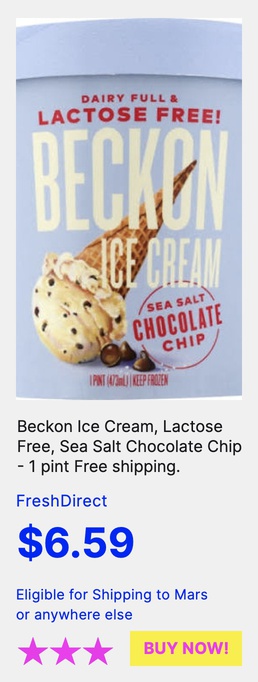 DAIRY FULL &
LACTOSE FREE!
BECKON
ICE CREAM
SEA SALT
CHOCOLATE
CHIP
1 PINT (473mL) | KEEP FROZEN
Beckon Ice Cream, Lactose
Free, Sea Salt Chocolate Chip
- 1 pint Free shipping.
FreshDirect
$6.59
Eligible for Shipping to Mars
or anywhere else
BUY NOW!